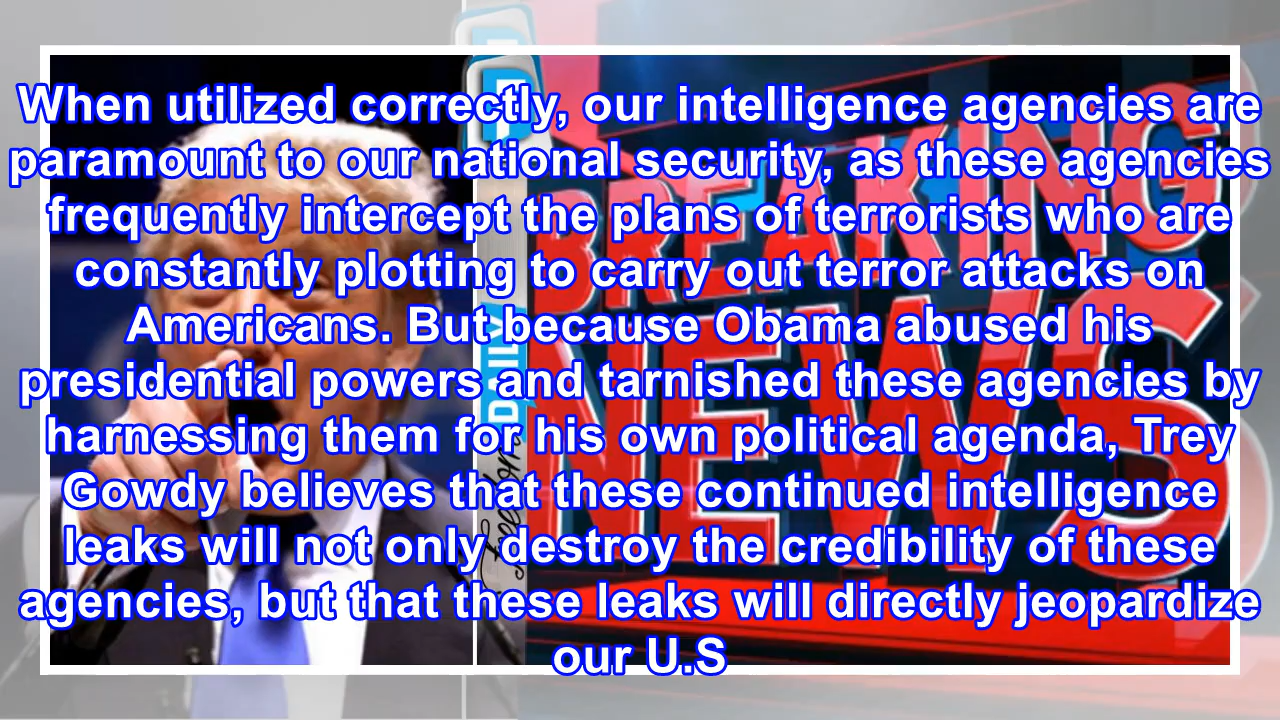 When utilized correctly, our intelligence agencies are
paramount to our national security, as these agencies
frequently intercept the plans of terrorists who are
constantly plotting to carry out terror attacks on
Americans. But because Obama abused his
presidential powers and tarnished these agencies by
harnessing them for his own political agenda, Trey
Gowdy believes that these continued intelligence
leaks will not only destroy the credibility of these
agencies, but that these leaks will directly jeopardize
our U.S
BREAKING
NEWS
DAILY